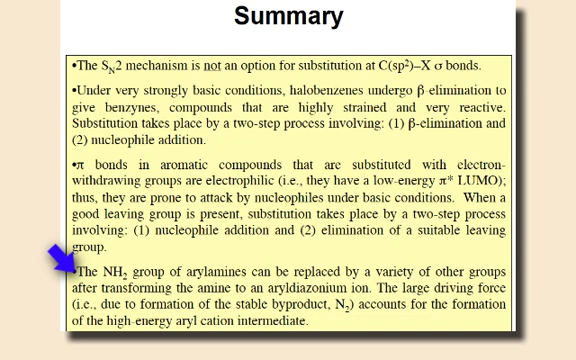 Summary
•The SN2 mechanism is not an option for substitution at C(sp²)–X σ bonds.
•Under very strongly basic conditions, halobenzenes undergo β elimination to
give benzynes, compounds that are highly strained and very reactive.
Substitution takes place by a two-step process involving: (1) β-elimination and
(2) nucleophile addition.
•π bonds in aromatic compounds that are substituted with electron-
withdrawing groups are electrophilic (i.e., they have a low-energy π* LUMO);
thus, they are prone to attack by nucleophiles under basic conditions. When a
good leaving group is present, substitution takes place by a two-step process
involving: (1) nucleophile addition and (2) elimination of a suitable leaving
group.
•The NH₂ group of arylamines can be replaced by a variety of other groups
after transforming the amine to an aryldiazonium ion. The large driving force
(i.e., due to formation of the stable byproduct, N₂) accounts for the formation
of the high-energy aryl cation intermediate.